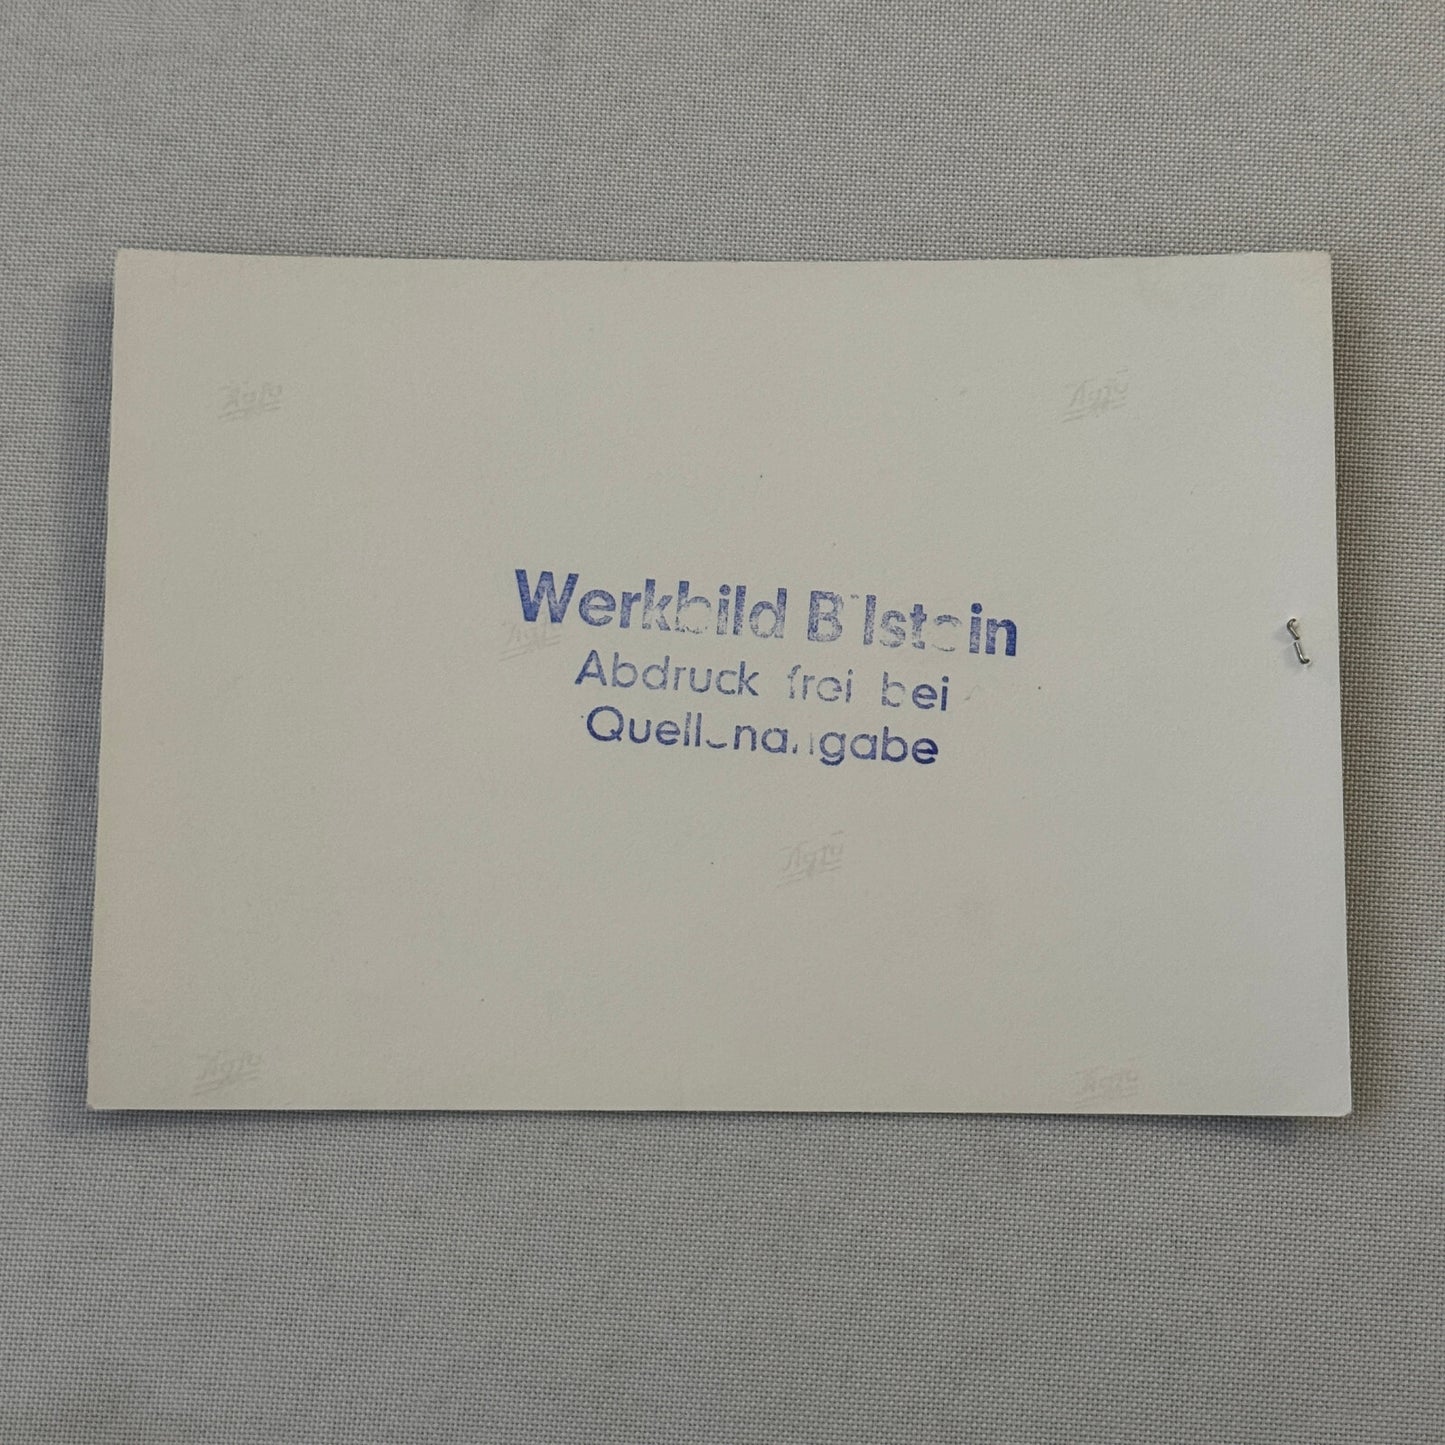 Werkbild Bilstein
Abdruck frei bei
Quellenangabe